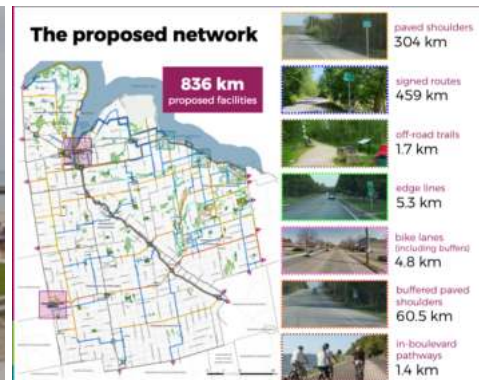 The proposed network
836 km
proposed facilities
paved shoulders
304 km
signed routes
459 km
off-road trails
1.7 km
edge lines
5.3 km
bike lanes
(including buffers)
4.8 km
buffered paved
shoulders
60.5 km
in-boulevard
pathways
1.4 km